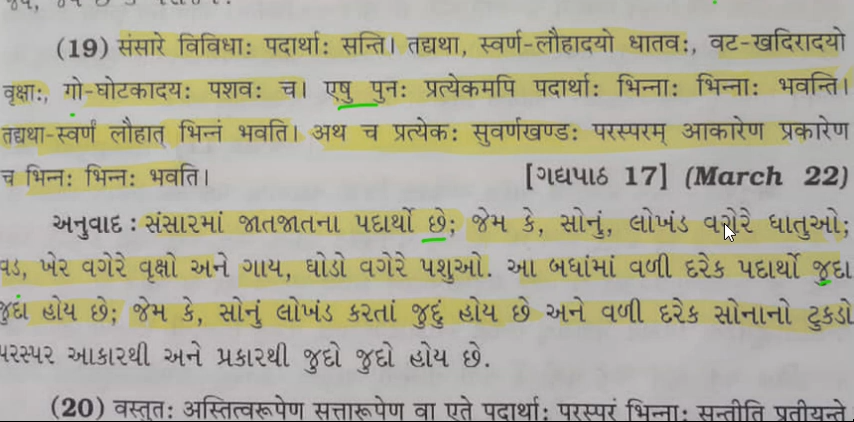 (19) संसारे विविधाः पदार्थाः सन्ति। तद्यथा, स्वर्ण-लौहादयो धातवः, वट-खदिरादयो
वृक्षाः, गो-घोटकादयः पशवः च। एषु पुनः प्रत्येकमपि पदार्थाः भिन्नाः भिन्नाः भवन्ति।
तद्यथा-स्वर्णं लौहात् भिन्नं भवति। अथ च प्रत्येकः सुवर्णखण्डः परस्परम् आकारेण प्रकारेण
च भिन्नः भिन्नः भवति। [ગદ્યપાઠ 17] (March 22)
અનુવાદ : સંસારમાં જાતજાતના પદાર્થો છે; જેમ કે, સોનું, લોખંડ વગેરે ધાતુઓ;
વડ, ખેર વગેરે વૃક્ષો અને ગાય, ઘોડો વગેરે પશુઓ. આ બધાંમાં વળી દરેક પદાર્થો જુદા
જુદા હોય છે; જેમ કે, સોનું લોખંડ કરતાં જુદું હોય છે અને વળી દરેક સોનાનો ટુકડો
પરસ્પર આકારથી અને પ્રકારથી જુદો જુદો હોય છે.
(20) वस्तुतः अस्तित्वरूपेण सत्तारूपेण वा एते पदार्थाः परस्परं भिन्नाः सन्तीति प्रतीयन्ते